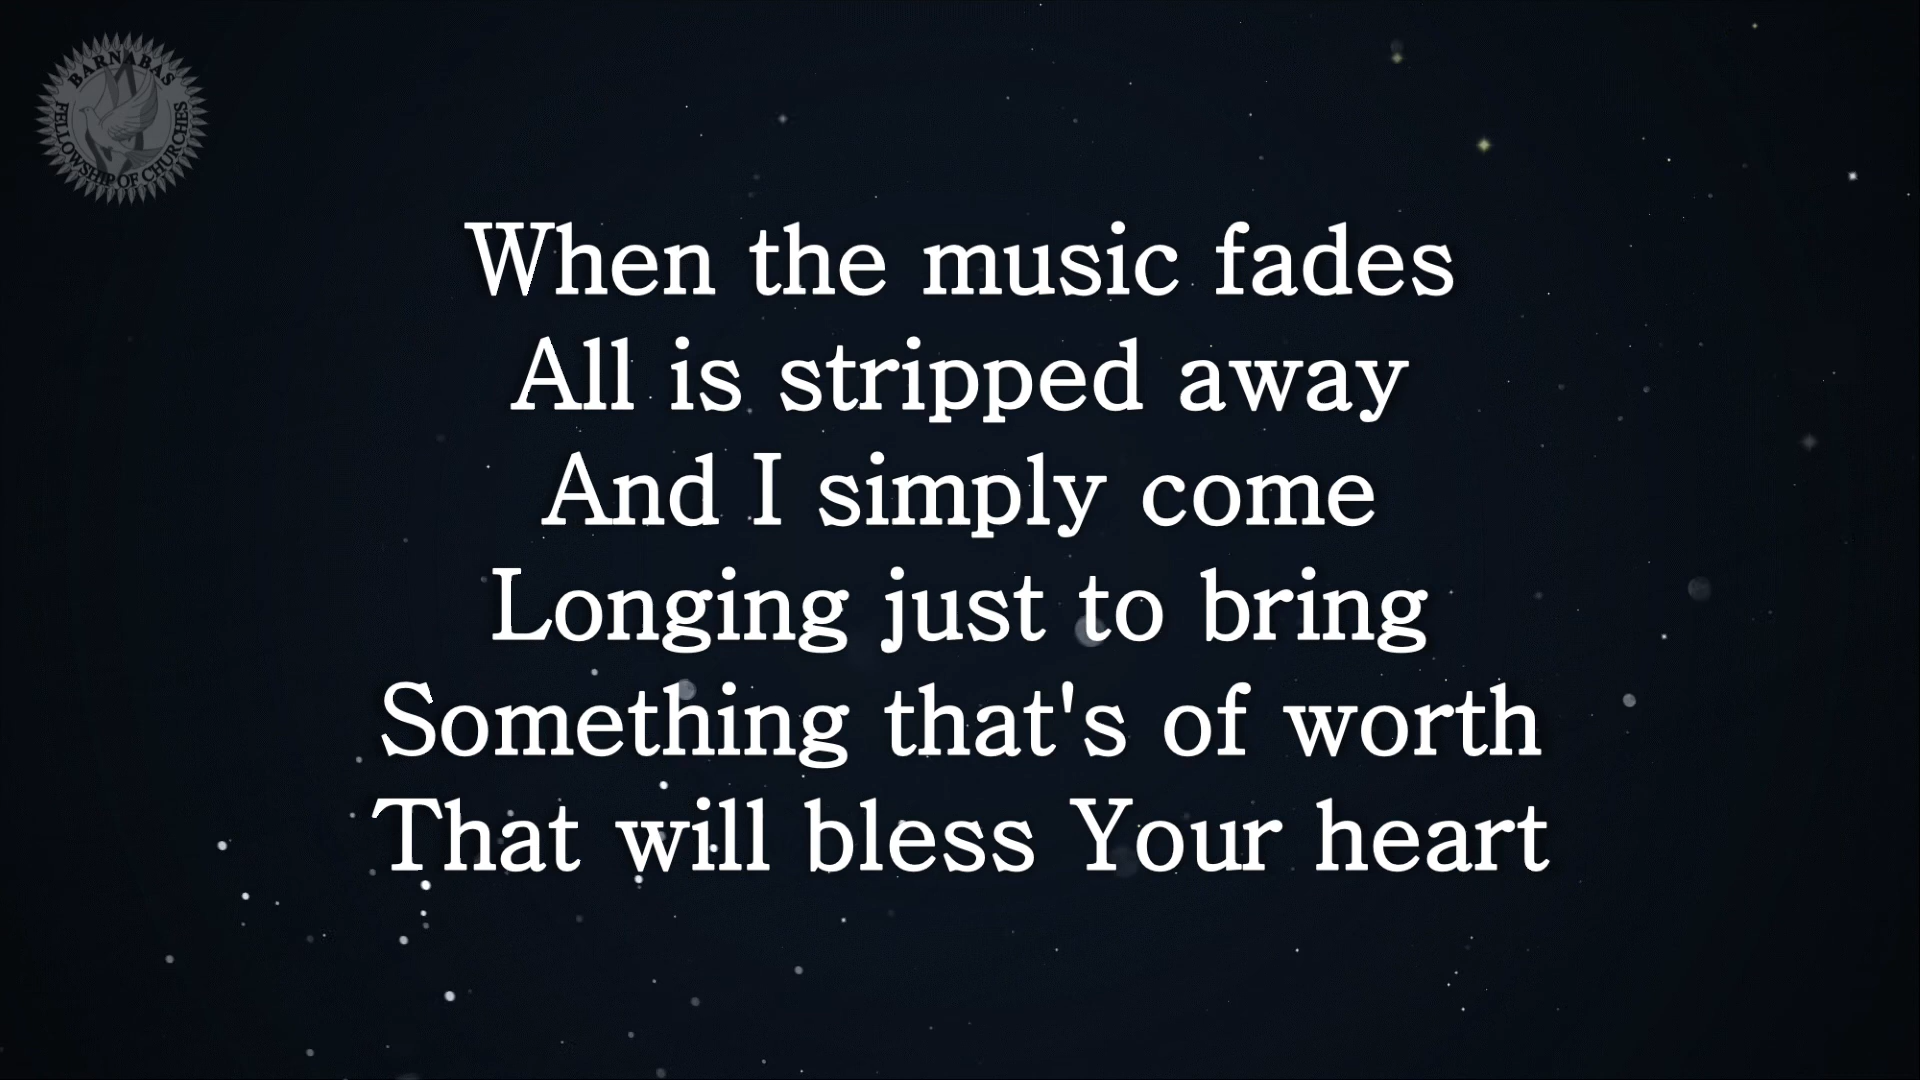 BARNABAS
FELLOWSHIP OF CHURCHES
When the music fades
All is stripped away
And I simply come
Longing just to bring
Something that's of worth
That will bless Your heart